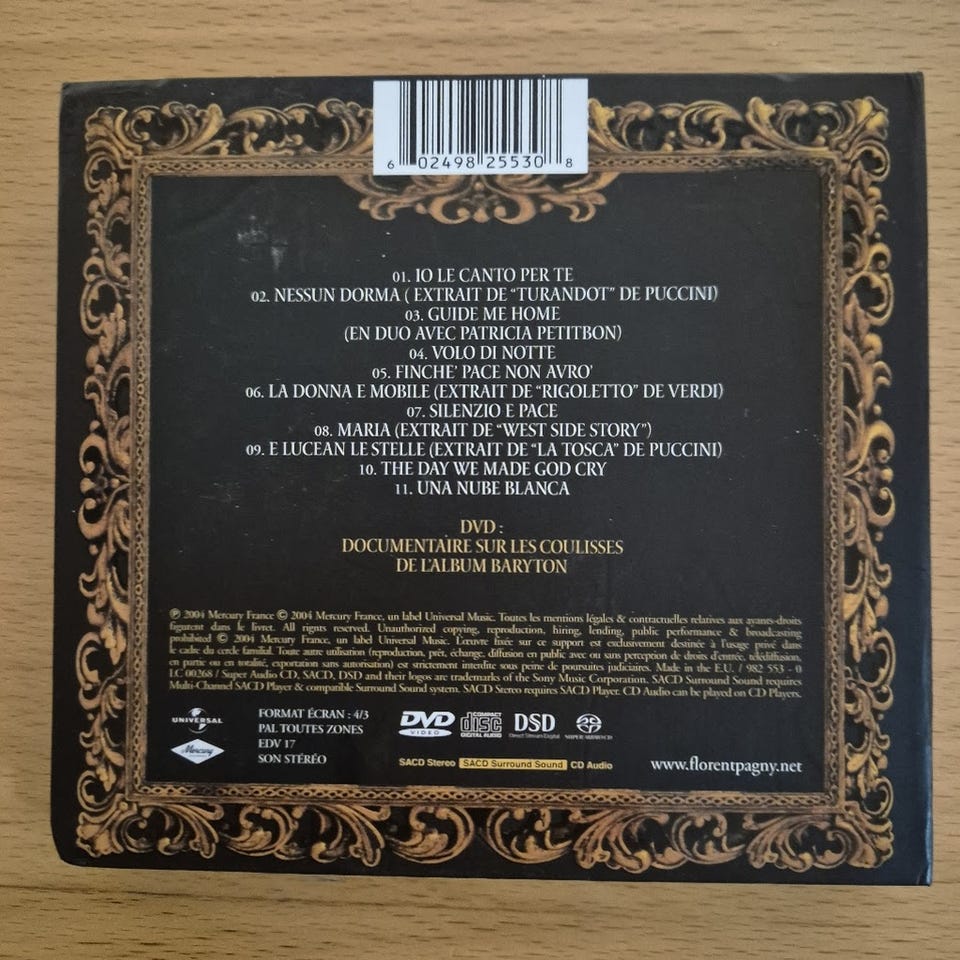 6 02498 25530 8
01. IO LE CANTO PER TE
02. NESSUN DORMA ( EXTRAIT DE “TURANDOT” DE PUCCINI)
03. GUIDE ME HOME
(EN DUO AVEC PATRICIA PETITBON)
04. VOLO DI NOTTE
05. FINCHE' PACE NON AVRO'
06. LA DONNA E MOBILE (EXTRAIT DE “RIGOLETTO” DE VERDI)
07. SILENZIO E PACE
08. MARIA (EXTRAIT DE “WEST SIDE STORY”)
09. E LUCEAN LE STELLE (EXTRAIT DE “LA TOSCA” DE PUCCINI)
10. THE DAY WE MADE GOD CRY
11. UNA NUBE BLANCA
DVD :
DOCUMENTAIRE SUR LES COULISSES
DE L'ALBUM BARYTON
℗ 2004 Mercury France © 2004 Mercury France, un label Universal Music. Toutes les mentions légales & contractuelles relatives aux ayants-droits
figurent dans le livret. All rights reserved. Unauthorized copying, reproduction, hiring, lending, public performance & broadcasting
prohibited © 2004 Mercury France, un label Universal Music. L'œuvre fixée sur ce support est exclusivement destinée à l'usage privé dans
le cadre du cercle familial. Toute autre utilisation (reproduction, prêt, échange, diffusion en public avec ou sans perception de droits d'entrée, télédiffusion,
en partie ou en totalité, exportation sans autorisation) est strictement interdite sous peine de poursuites judiciaires. Made in the E.U. / 982 553 - 0
LC 00268 / Super Audio CD, SACD, DSD and their logos are trademarks of the Sony Music Corporation. SACD Surround Sound requires
Multi-Channel SACD Player & compatible Surround Sound system. SACD Stereo requires SACD Player. CD Audio can be played on CD Players.
UNIVERSAL
Mercury
FORMAT ÉCRAN : 4/3
PAL TOUTES ZONES
EDV 17
SON STÉRÉO
DVD VIDEO
COMPACT disc DIGITAL AUDIO
DSD Direct Stream Digital
SUPER AUDIO CD
SACD Stereo SACD Surround Sound CD Audio
www.florentpagny.net